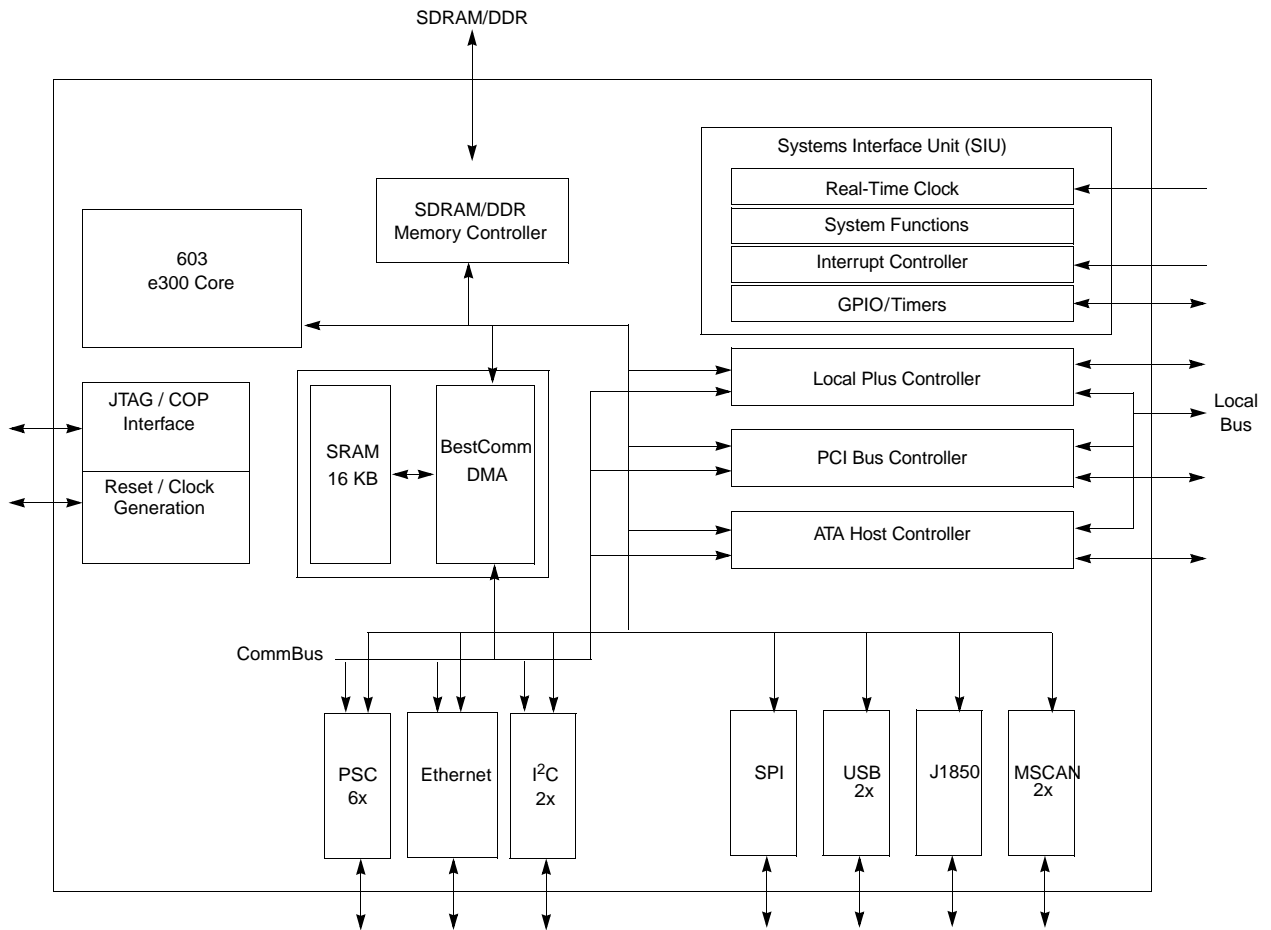 SDRAM/DDR
Systems Interface Unit (SIU)
Real-Time Clock
System Functions
Interrupt Controller
GPIO/Timers
SDRAM/DDR
Memory Controller
603
e300 Core
Local Plus Controller
Local
Bus
JTAG / COP
Interface
SRAM
16 KB
BestComm
DMA
PCI Bus Controller
Reset / Clock
Generation
ATA Host Controller
CommBus
PSC
6x
Ethernet
I²C
2x
SPI
USB
2x
J1850
MSCAN
2x